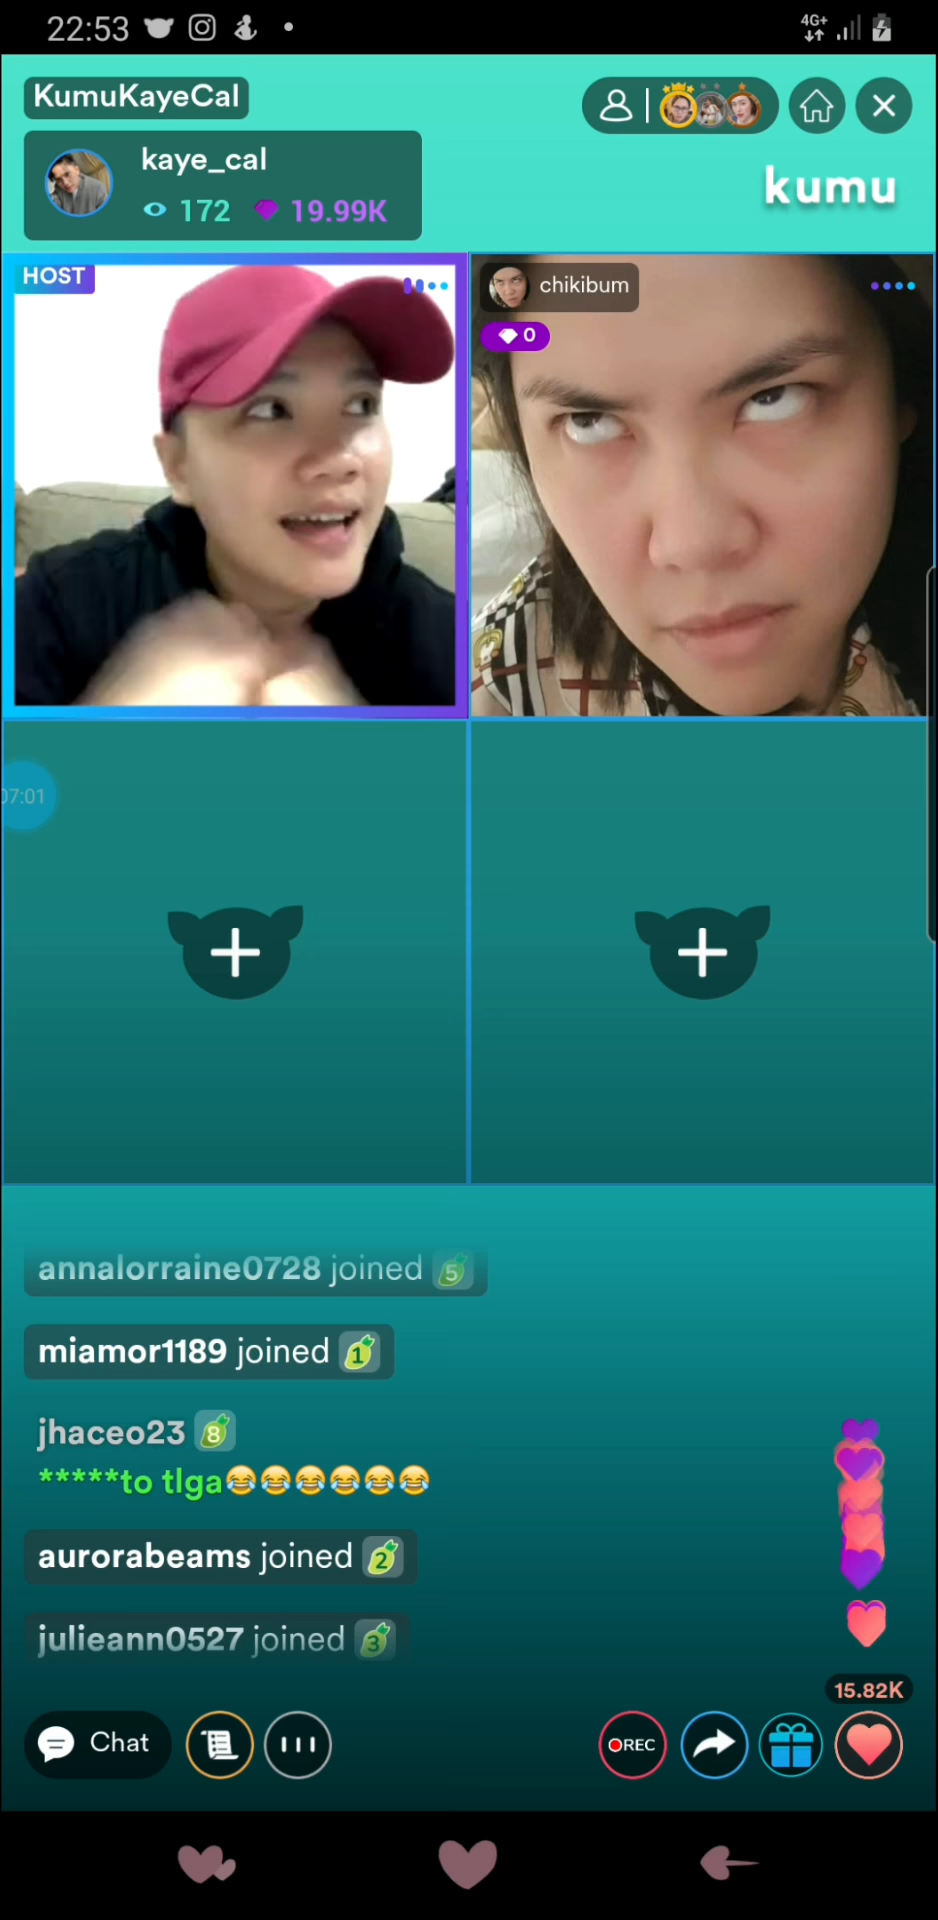 22:53
4G+
KumuKayeCal
kaye_cal
172 19.99K
kumu
HOST
chikibum
0
07:01
annalorraine0728 joined 5
miamor1189 joined 1
jhaceo23 8
*****to tlga😂😂😂😂😂😂
aurorabeams joined 2
julieann0527 joined 3
15.82K
Chat
REC